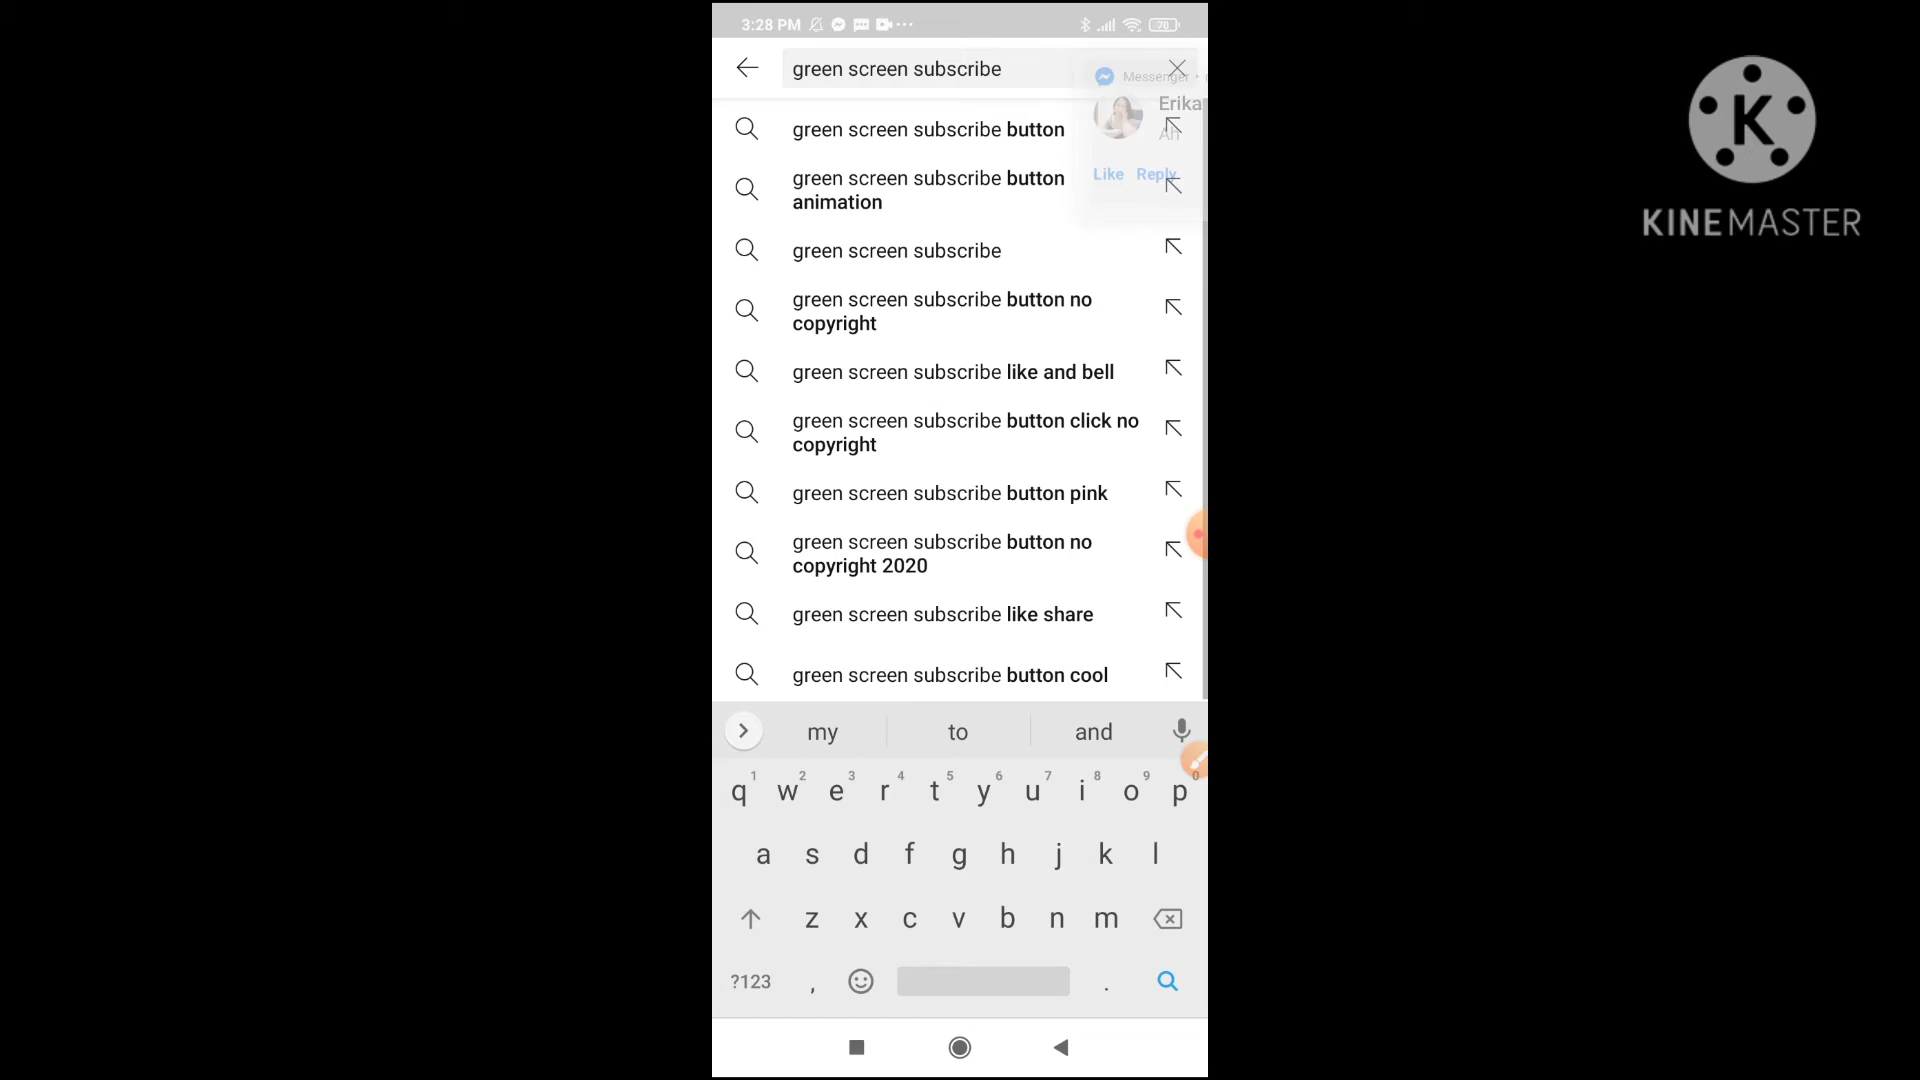 3:28 PM
70
green screen subscribe
Messenger
Erika
Ah
Like Reply
green screen subscribe button
green screen subscribe button
animation
green screen subscribe
green screen subscribe button no
copyright
green screen subscribe like and bell
green screen subscribe button click no
copyright
green screen subscribe button pink
green screen subscribe button no
copyright 2020
green screen subscribe like share
green screen subscribe button cool
my to and
1 2 3 4 5 6 7 8 9 0
q w e r t y u i o p
a s d f g h j k l
z x c v b n m
?123 , .
K
KINEMASTER